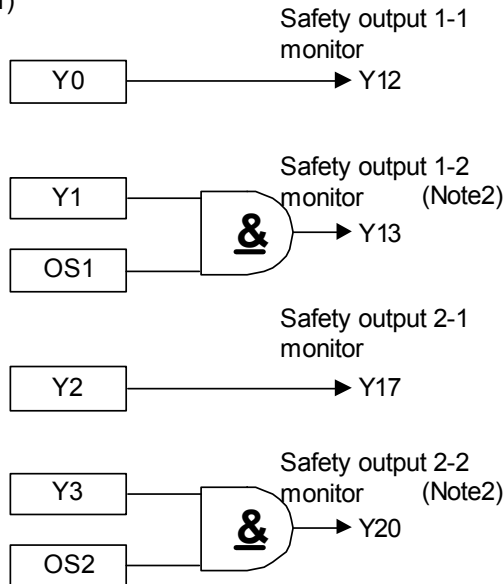 Safety output 1-1
monitor
Y0
Y12
Safety output 1-2
monitor (Note2)
Y1
&
Y13
OS1
Safety output 2-1
monitor
Y2
Y17
Safety output 2-2
monitor (Note2)
Y3
&
Y20
OS2